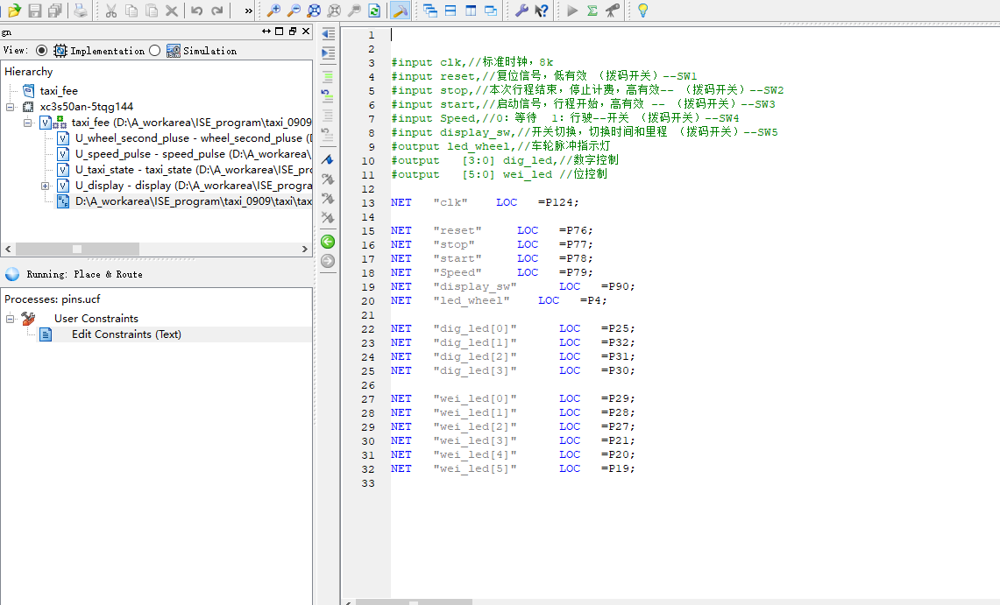 »
gn
View: Implementation Simulation
Hierarchy
taxi_fee
xc3s50an-5tqg144
taxi_fee (D:\A_workarea\ISE_program\taxi_0909
U_wheel_second_pluse - wheel_second_pluse (
U_speed_pulse - speed_pulse (D:\A_workarea\
U_taxi_state - taxi_state (D:\A_workarea\ISE_pro
U_display - display (D:\A_workarea\ISE_progra
D:\A_workarea\ISE_program\taxi_0909\taxi\tax
Running: Place & Route
Processes: pins.ucf
User Constraints
Edit Constraints (Text)
1
2
3 #input clk,//标准时钟，8k
4 #input reset,//复位信号，低有效 （拨码开关）--SW1
5 #input stop,//本次行程结束，停止计费，高有效-- （拨码开关）--SW2
6 #input start,//启动信号，行程开始，高有效 -- （拨码开关）--SW3
7 #input Speed,//0：等待 1：行驶--开关 （拨码开关）--SW4
8 #input display_sw,//开关切换，切换时间和里程 （拨码开关）--SW5
9 #output led_wheel,//车轮脉冲指示灯
10 #output [3:0] dig_led,//数字控制
11 #output [5:0] wei_led //位控制
12
13 NET "clk" LOC =P124;
14
15 NET "reset" LOC =P76;
16 NET "stop" LOC =P77;
17 NET "start" LOC =P78;
18 NET "Speed" LOC =P79;
19 NET "display_sw" LOC =P90;
20 NET "led_wheel" LOC =P4;
21
22 NET "dig_led[0]" LOC =P25;
23 NET "dig_led[1]" LOC =P32;
24 NET "dig_led[2]" LOC =P31;
25 NET "dig_led[3]" LOC =P30;
26
27 NET "wei_led[0]" LOC =P29;
28 NET "wei_led[1]" LOC =P28;
29 NET "wei_led[2]" LOC =P27;
30 NET "wei_led[3]" LOC =P21;
31 NET "wei_led[4]" LOC =P20;
32 NET "wei_led[5]" LOC =P19;
33